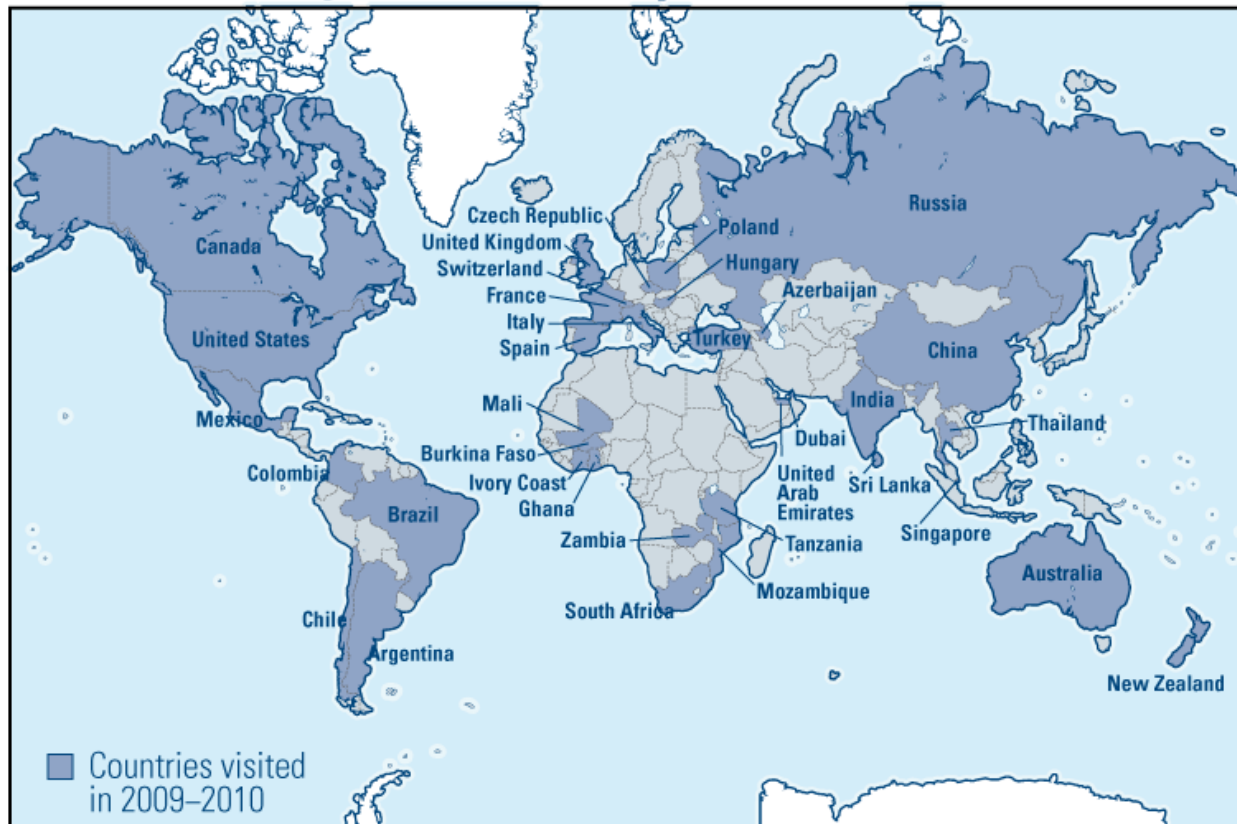 Czech Republic
United Kingdom
Switzerland
France
Italy
Spain
Poland
Hungary
Azerbaijan
Turkey
Russia
Canada
United States
Mexico
China
India
Thailand
Mali
Burkina Faso
Ivory Coast
Ghana
Dubai
United
Arab
Emirates
Sri Lanka
Singapore
Colombia
Brazil
Zambia
Tanzania
Mozambique
South Africa
Australia
Chile
Argentina
New Zealand
Countries visited
in 2009–2010